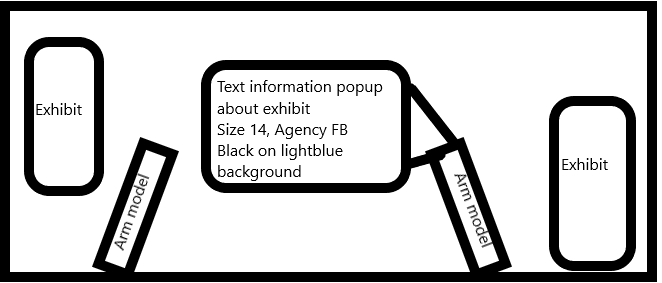 Exhibit
Text information popup
about exhibit
Size 14, Agency FB
Black on lightblue
background
Exhibit
Arm model
Arm model